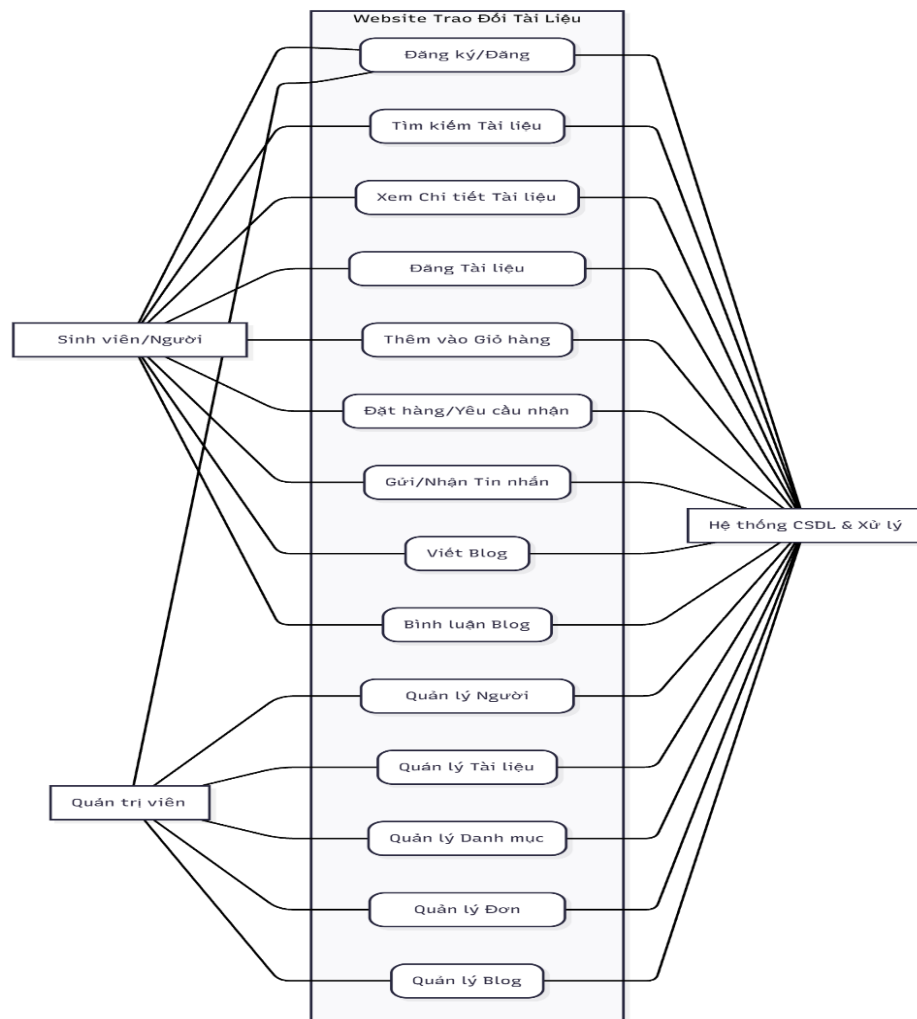 Website Trao Đổi Tài Liệu
Đăng ký/Đăng
Tìm kiếm Tài liệu
Xem Chi tiết Tài liệu
Đăng Tài liệu
Sinh viên/Người
Thêm vào Giỏ hàng
Đặt hàng/Yêu cầu nhận
Gửi/Nhận Tin nhắn
Hệ thống CSDL & Xử lý
Viết Blog
Bình luận Blog
Quản lý Người
Quản lý Tài liệu
Quản trị viên
Quản lý Danh mục
Quản lý Đơn
Quản lý Blog